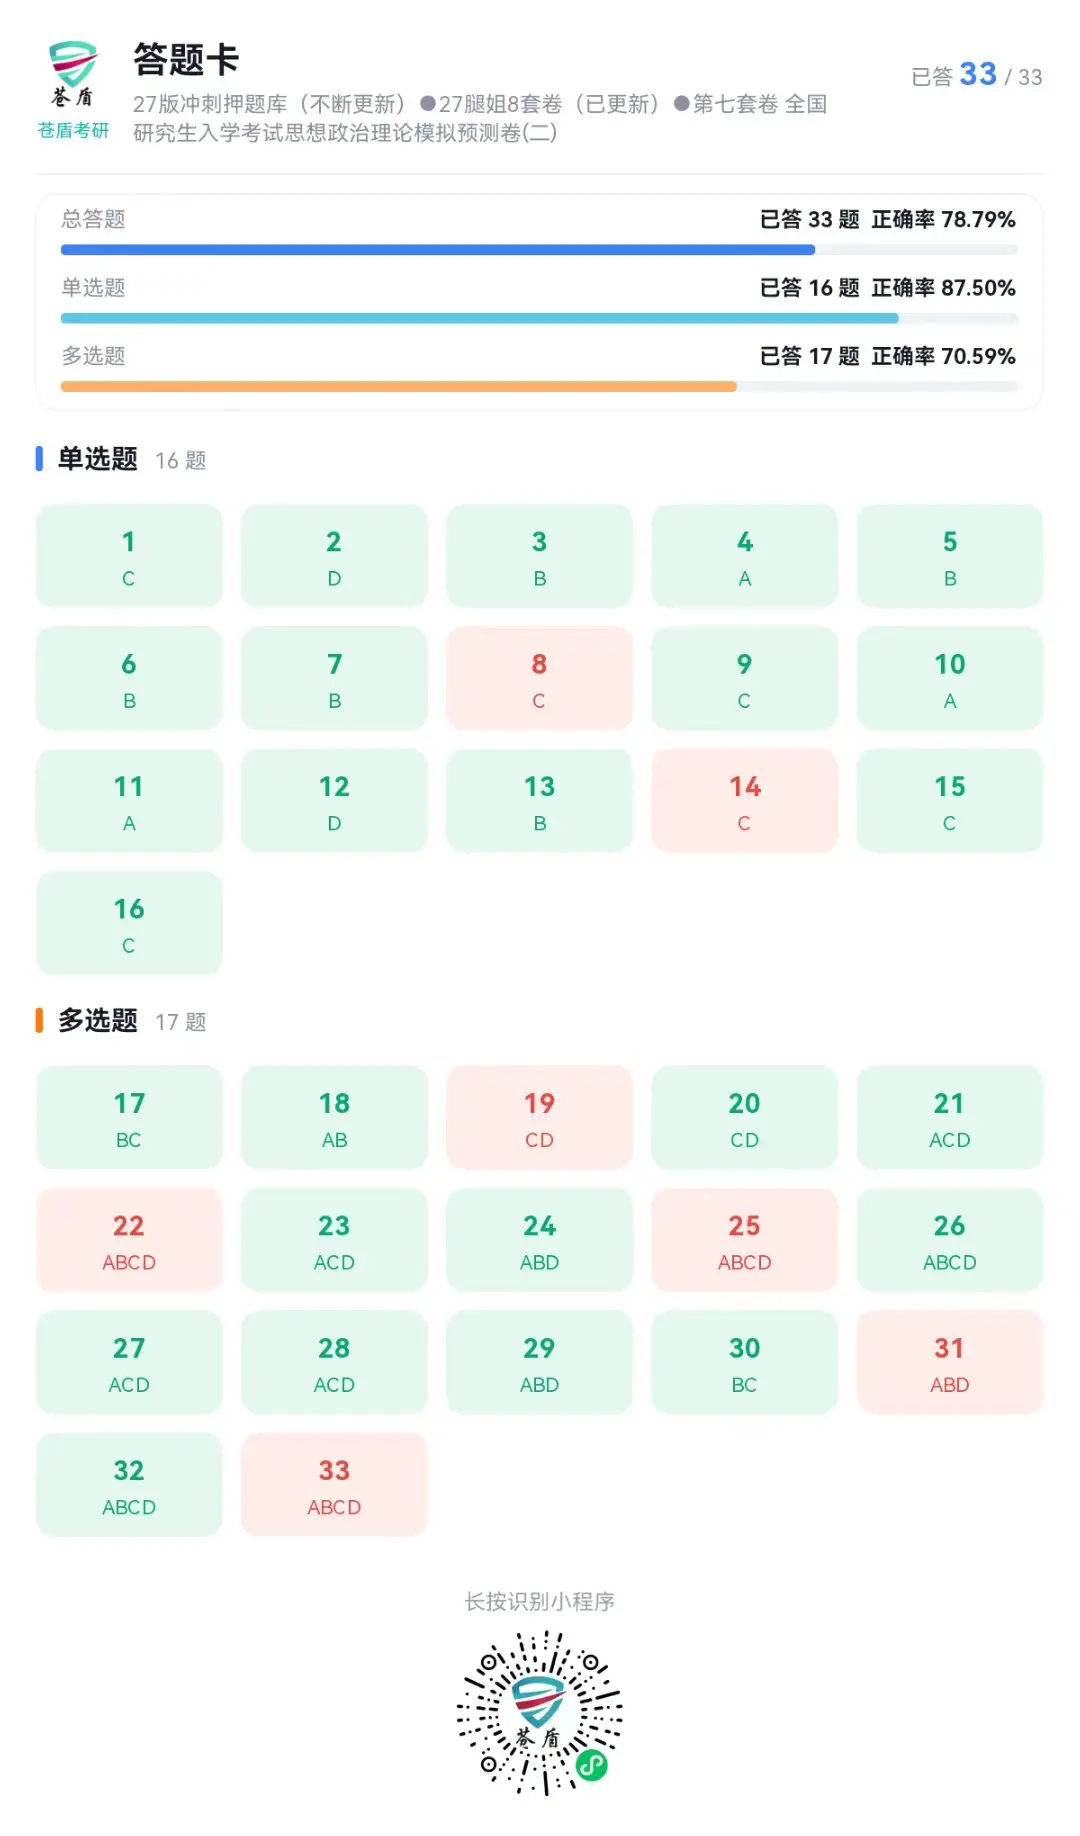 苍盾
苍盾考研
答题卡
27版冲刺押题库（不断更新）●27腿姐8套卷（已更新）●第七套卷 全国
研究生入学考试思想政治理论模拟预测卷(二)
已答 33 / 33
总答题 已答 33 题 正确率 78.79%
单选题 已答 16 题 正确率 87.50%
多选题 已答 17 题 正确率 70.59%
单选题 16 题
1 2 3 4 5
C D B A B
6 7 8 9 10
B B C C A
11 12 13 14 15
A D B C C
16
C
多选题 17 题
17 18 19 20 21
BC AB CD CD ACD
22 23 24 25 26
ABCD ACD ABD ABCD ABCD
27 28 29 30 31
ACD ACD ABD BC ABD
32 33
ABCD ABCD
长按识别小程序
苍盾